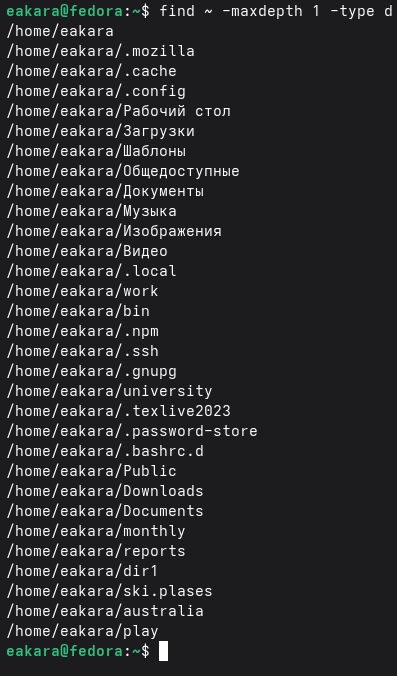 eakara@fedora:~$ find ~ -maxdepth 1 -type d
/home/eakara
/home/eakara/.mozilla
/home/eakara/.cache
/home/eakara/.config
/home/eakara/Рабочий стол
/home/eakara/Загрузки
/home/eakara/Шаблоны
/home/eakara/Общедоступные
/home/eakara/Документы
/home/eakara/Музыка
/home/eakara/Изображения
/home/eakara/Видео
/home/eakara/.local
/home/eakara/work
/home/eakara/bin
/home/eakara/.npm
/home/eakara/.ssh
/home/eakara/.gnupg
/home/eakara/university
/home/eakara/.texlive2023
/home/eakara/.password-store
/home/eakara/.bashrc.d
/home/eakara/Public
/home/eakara/Downloads
/home/eakara/Documents
/home/eakara/monthly
/home/eakara/reports
/home/eakara/dir1
/home/eakara/ski.plases
/home/eakara/australia
/home/eakara/play
eakara@fedora:~$